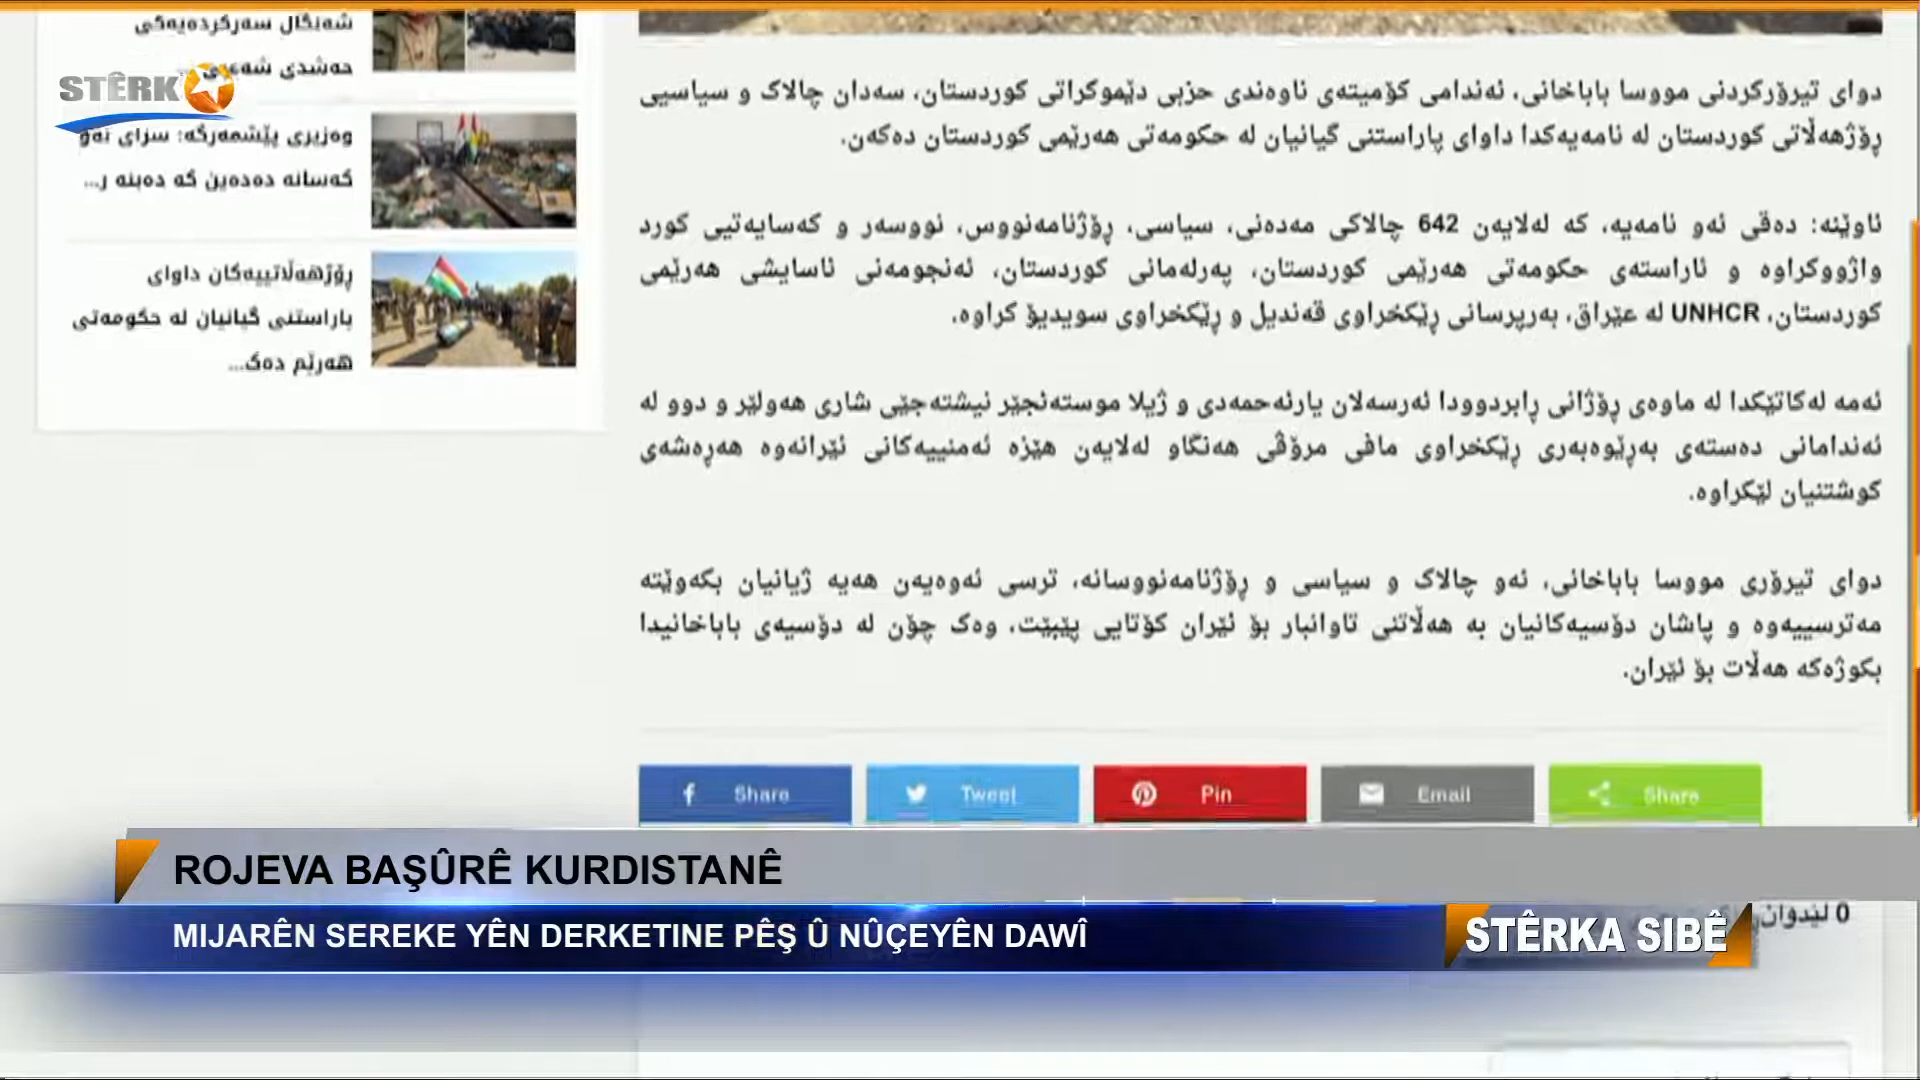 STÊRK
شەنگال سەرکردەیەکی
حەشدی شەعبی
وەزیری پێشمەرگە: سزای ئەو
کەسانە دەدەین کە دەبنە ر...
ڕۆژهەڵاتییەکان داوای
پاراستنی گیانیان لە حکومەتی
هەرێم دەک...
دوای تیرۆرکردنی مووسا باباخانی، ئەندامی کۆمیتەی ناوەندی حزبی دێموکراتی کوردستان، سەدان چالاک و سیاسیی
ڕۆژهەڵاتی کوردستان لە نامەیەکدا داوای پاراستنی گیانیان لە حکومەتی هەرێمی کوردستان دەکەن.
ئاوێنە: دەقی ئەو نامەیە، کە لەلایەن 642 چالاکی مەدەنی، سیاسی، ڕۆژنامەنووس، نووسەر و کەسایەتیی کورد
واژووکراوە و ئاراستەی حکومەتی هەرێمی کوردستان، پەرلەمانی کوردستان، ئەنجومەنی ئاسایشی هەرێمی
کوردستان، UNHCR لە عێراق، بەرپرسانی ڕێکخراوی قەندیل و ڕێکخراوی سویدیۆ کراوە.
ئەمە لەکاتێکدا لە ماوەی ڕۆژانی ڕابردوودا ئەرسەلان یارئەحمەدی و ژیلا موستەنجێر نیشتەجێی شاری هەولێر و دوو لە
ئەندامانی دەستەی بەڕێوەبەری ڕێکخراوی مافی مرۆڤی هەنگاو لەلایەن هێزە ئەمنییەکانی ئێرانەوە هەڕەشەی
کوشتنیان لێکراوە.
دوای تیرۆری مووسا باباخانی، ئەو چالاک و سیاسی و ڕۆژنامەنووسانە، ترسی ئەوەیەن هەیە ژیانیان بکەوێتە
مەترسییەوە و پاشان دۆسیەکانیان بە هەڵاتنی تاوانبار بۆ ئێران کۆتایی پێبێت، وەک چۆن لە دۆسیەی باباخانیدا
بکوژەکە هەڵات بۆ ئێران.
Share
Tweet
Pin
Email
Share
ROJEVA BAŞÛRÊ KURDISTANÊ
MIJARÊN SEREKE YÊN DERKETINE PÊŞ Û NÛÇEYÊN DAWÎ
STÊRKA SIBÊ
0 لێدوان